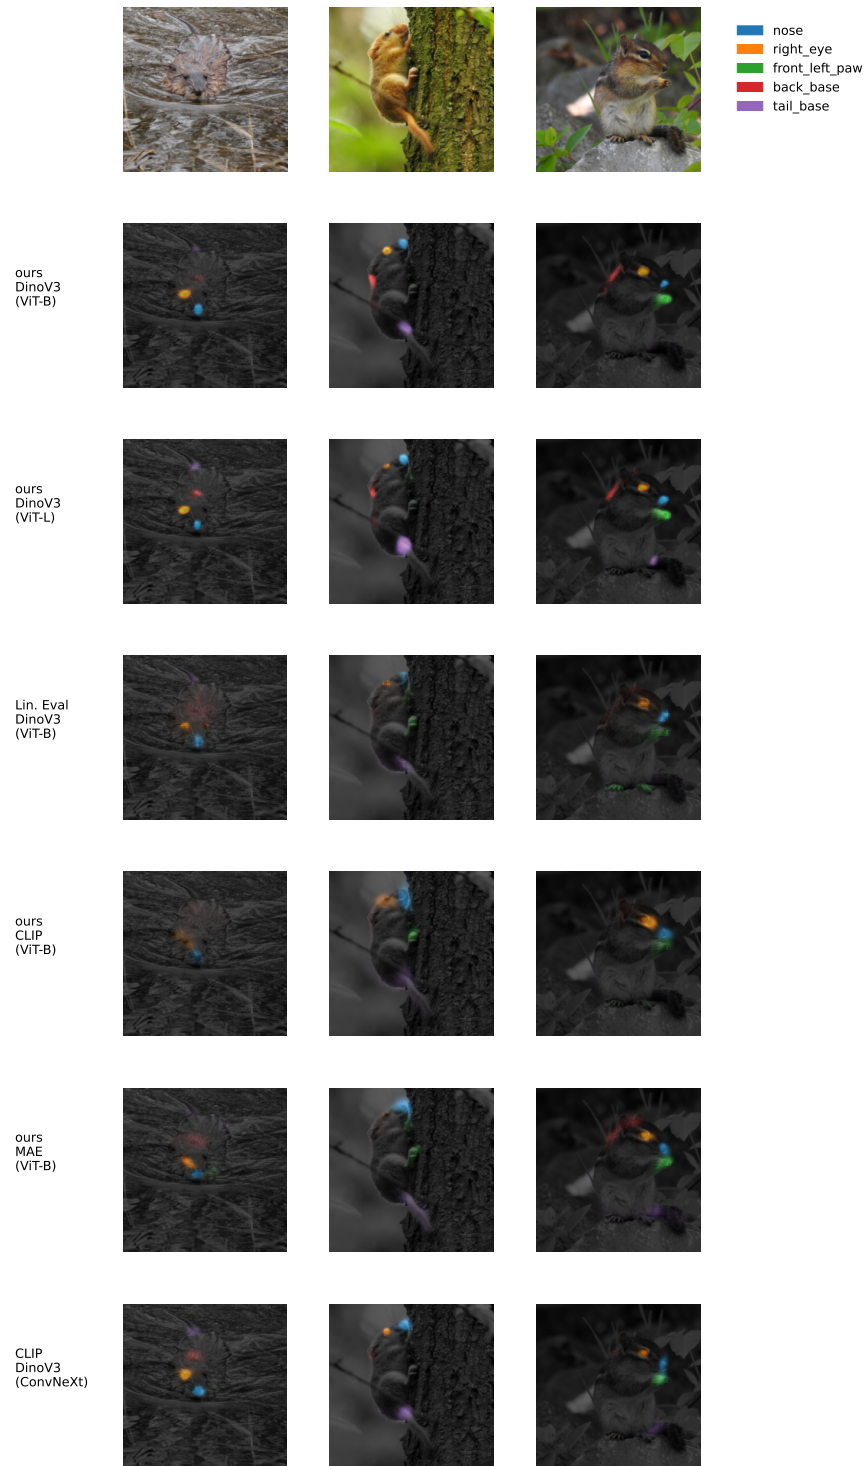 nose
right_eye
front_left_paw
back_base
tail_base
ours
DinoV3
(ViT-B)
ours
DinoV3
(ViT-L)
Lin. Eval
DinoV3
(ViT-B)
ours
CLIP
(ViT-B)
ours
MAE
(ViT-B)
CLIP
DinoV3
(ConvNeXt)